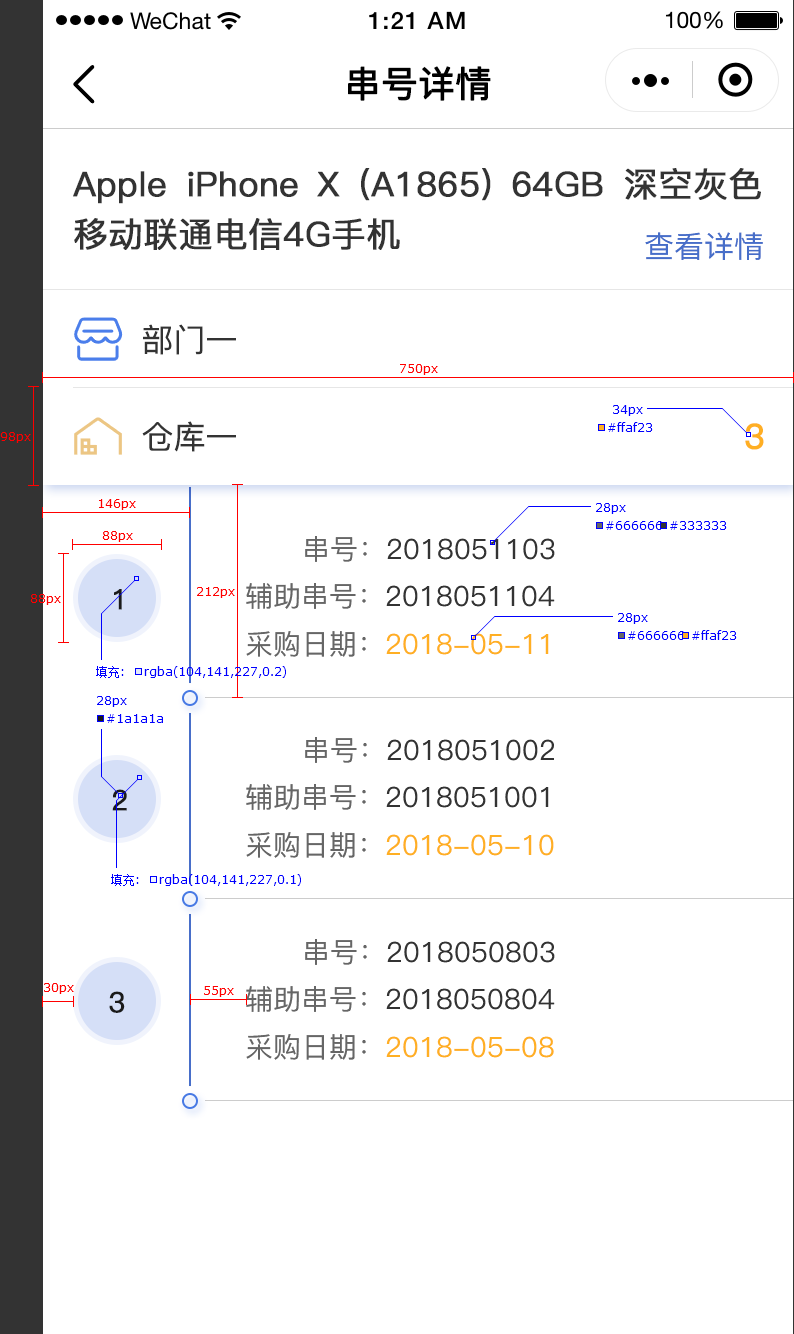 WeChat 1:21 AM 100%
串号详情
Apple iPhone X (A1865) 64GB 深空灰色
移动联通电信4G手机
查看详情
部门一
750px
98px
仓库一
34px
#ffaf23
3
146px
88px
88px
1
212px
28px
#666666 #333333
串号：2018051103
辅助串号：2018051104
28px
#666666 #ffaf23
采购日期：2018-05-11
填充：rgba(104,141,227,0.2)
28px
#1a1a1a
2
串号：2018051002
辅助串号：2018051001
采购日期：2018-05-10
填充：rgba(104,141,227,0.1)
30px
3
55px
串号：2018050803
辅助串号：2018050804
采购日期：2018-05-08